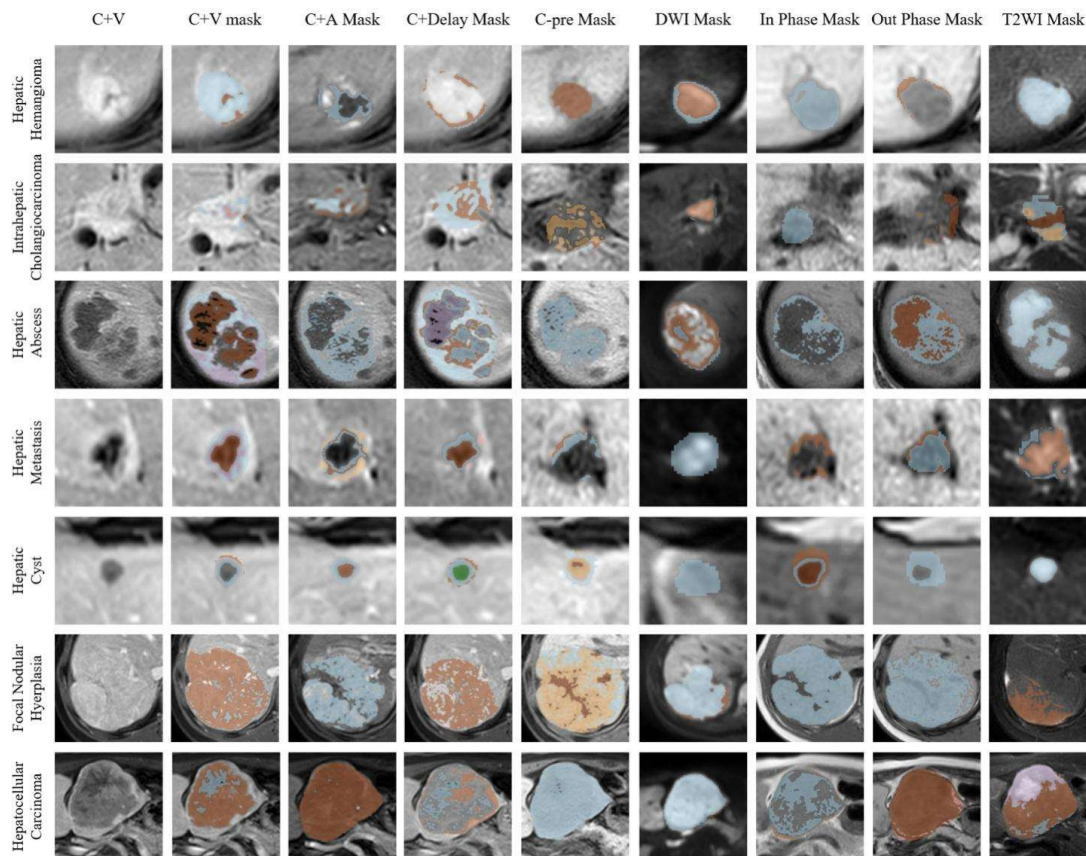 C+V C+V mask C+A Mask C+Delay Mask C-pre Mask DWI Mask In Phase Mask Out Phase Mask T2WI Mask
Hepatic
Hemangioma
Intrahepatic
Cholangiocarcinoma
Hepatic
Abscess
Hepatic
Metastasis
Hepatic
Cyst
Focal Nodular
Hyerplasia
Hepatocellular
Carcinoma